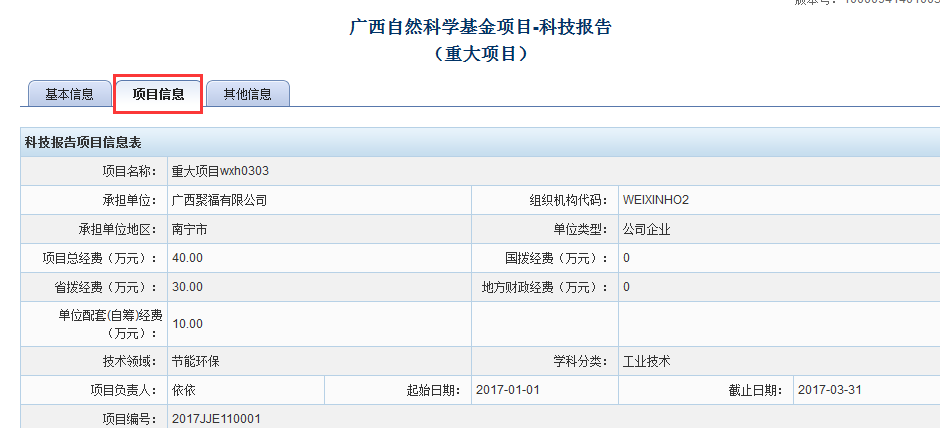 广西自然科学基金项目-科技报告
（重大项目）
基本信息 项目信息 其他信息
科技报告项目信息表
项目名称： 重大项目wxh0303
承担单位： 广西聚福有限公司 组织机构代码： WEIXINHO2
承担单位地区： 南宁市 单位类型： 公司企业
项目总经费（万元）： 40.00 国拨经费（万元）： 0
省拨经费（万元）： 30.00 地方财政经费（万元）： 0
单位配套(自筹)经费
（万元）： 10.00
技术领域： 节能环保 学科分类： 工业技术
项目负责人： 依依 起始日期： 2017-01-01 截止日期： 2017-03-31
项目编号： 2017JJE110001